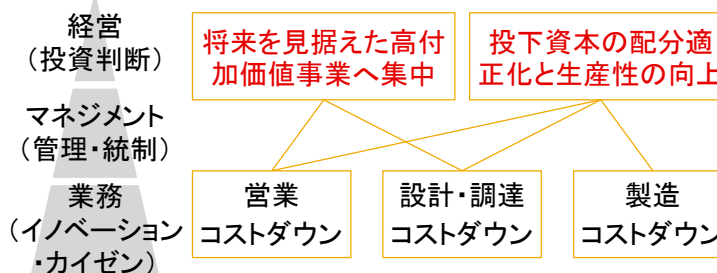 経営
(投資判断)
将来を見据えた高付
加価値事業へ集中
投下資本の配分適
正化と生産性の向上
マネジメント
(管理・統制)
業務
(イノベーション
・カイゼン)
営業
コストダウン
設計・調達
コストダウン
製造
コストダウン